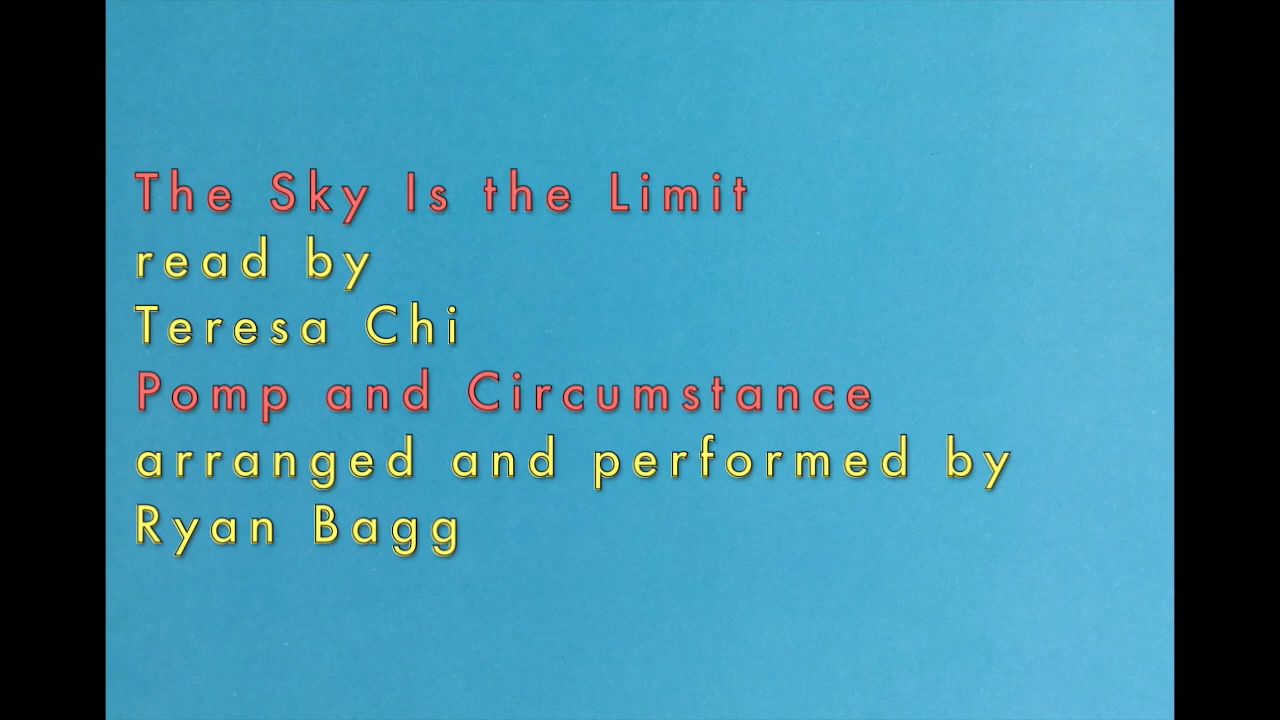 The Sky Is the Limit
read by
Teresa Chi
Pomp and Circumstance
arranged and performed by
Ryan Bagg